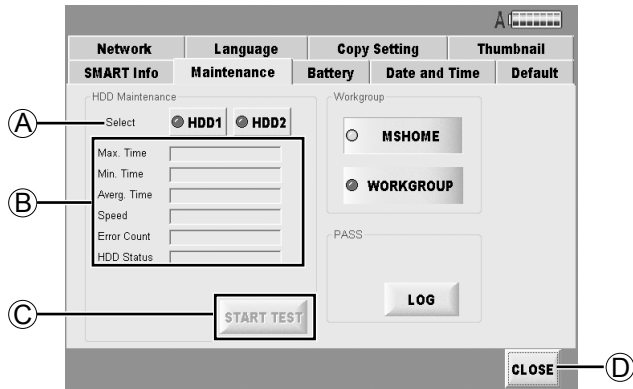 A
Network Language Copy Setting Thumbnail
SMART Info Maintenance Battery Date and Time Default
HDD Maintenance
Workgroup
A Select HDD1 HDD2
MSHOME
B
Max. Time
Min. Time
Averg. Time
Speed
Error Count
HDD Status
WORKGROUP
PASS
LOG
C START TEST
CLOSE D